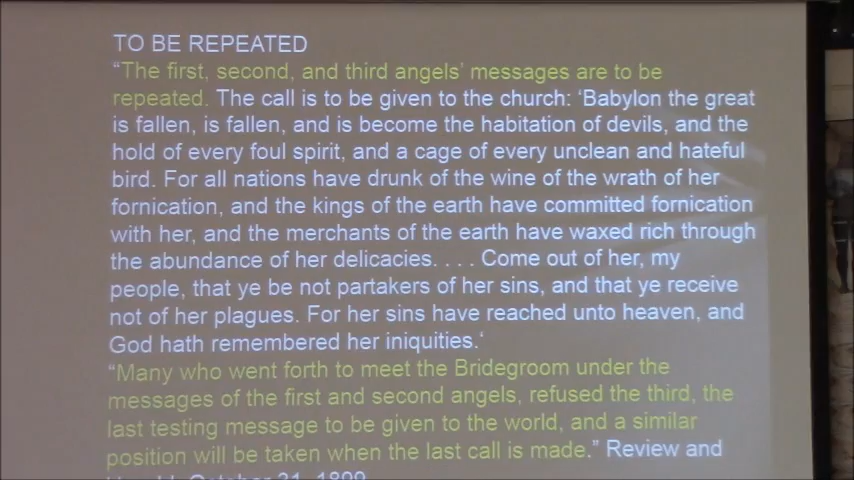 TO BE REPEATED
“The first, second, and third angels’ messages are to be
repeated. The call is to be given to the church: ‘Babylon the great
is fallen, is fallen, and is become the habitation of devils, and the
hold of every foul spirit, and a cage of every unclean and hateful
bird. For all nations have drunk of the wine of the wrath of her
fornication, and the kings of the earth have committed fornication
with her, and the merchants of the earth have waxed rich through
the abundance of her delicacies. . . . Come out of her, my
people, that ye be not partakers of her sins, and that ye receive
not of her plagues. For her sins have reached unto heaven, and
God hath remembered her iniquities.‘
“Many who went forth to meet the Bridegroom under the
messages of the first and second angels, refused the third, the
last testing message to be given to the world, and a similar
position will be taken when the last call is made.” Review and
October 31, 1899